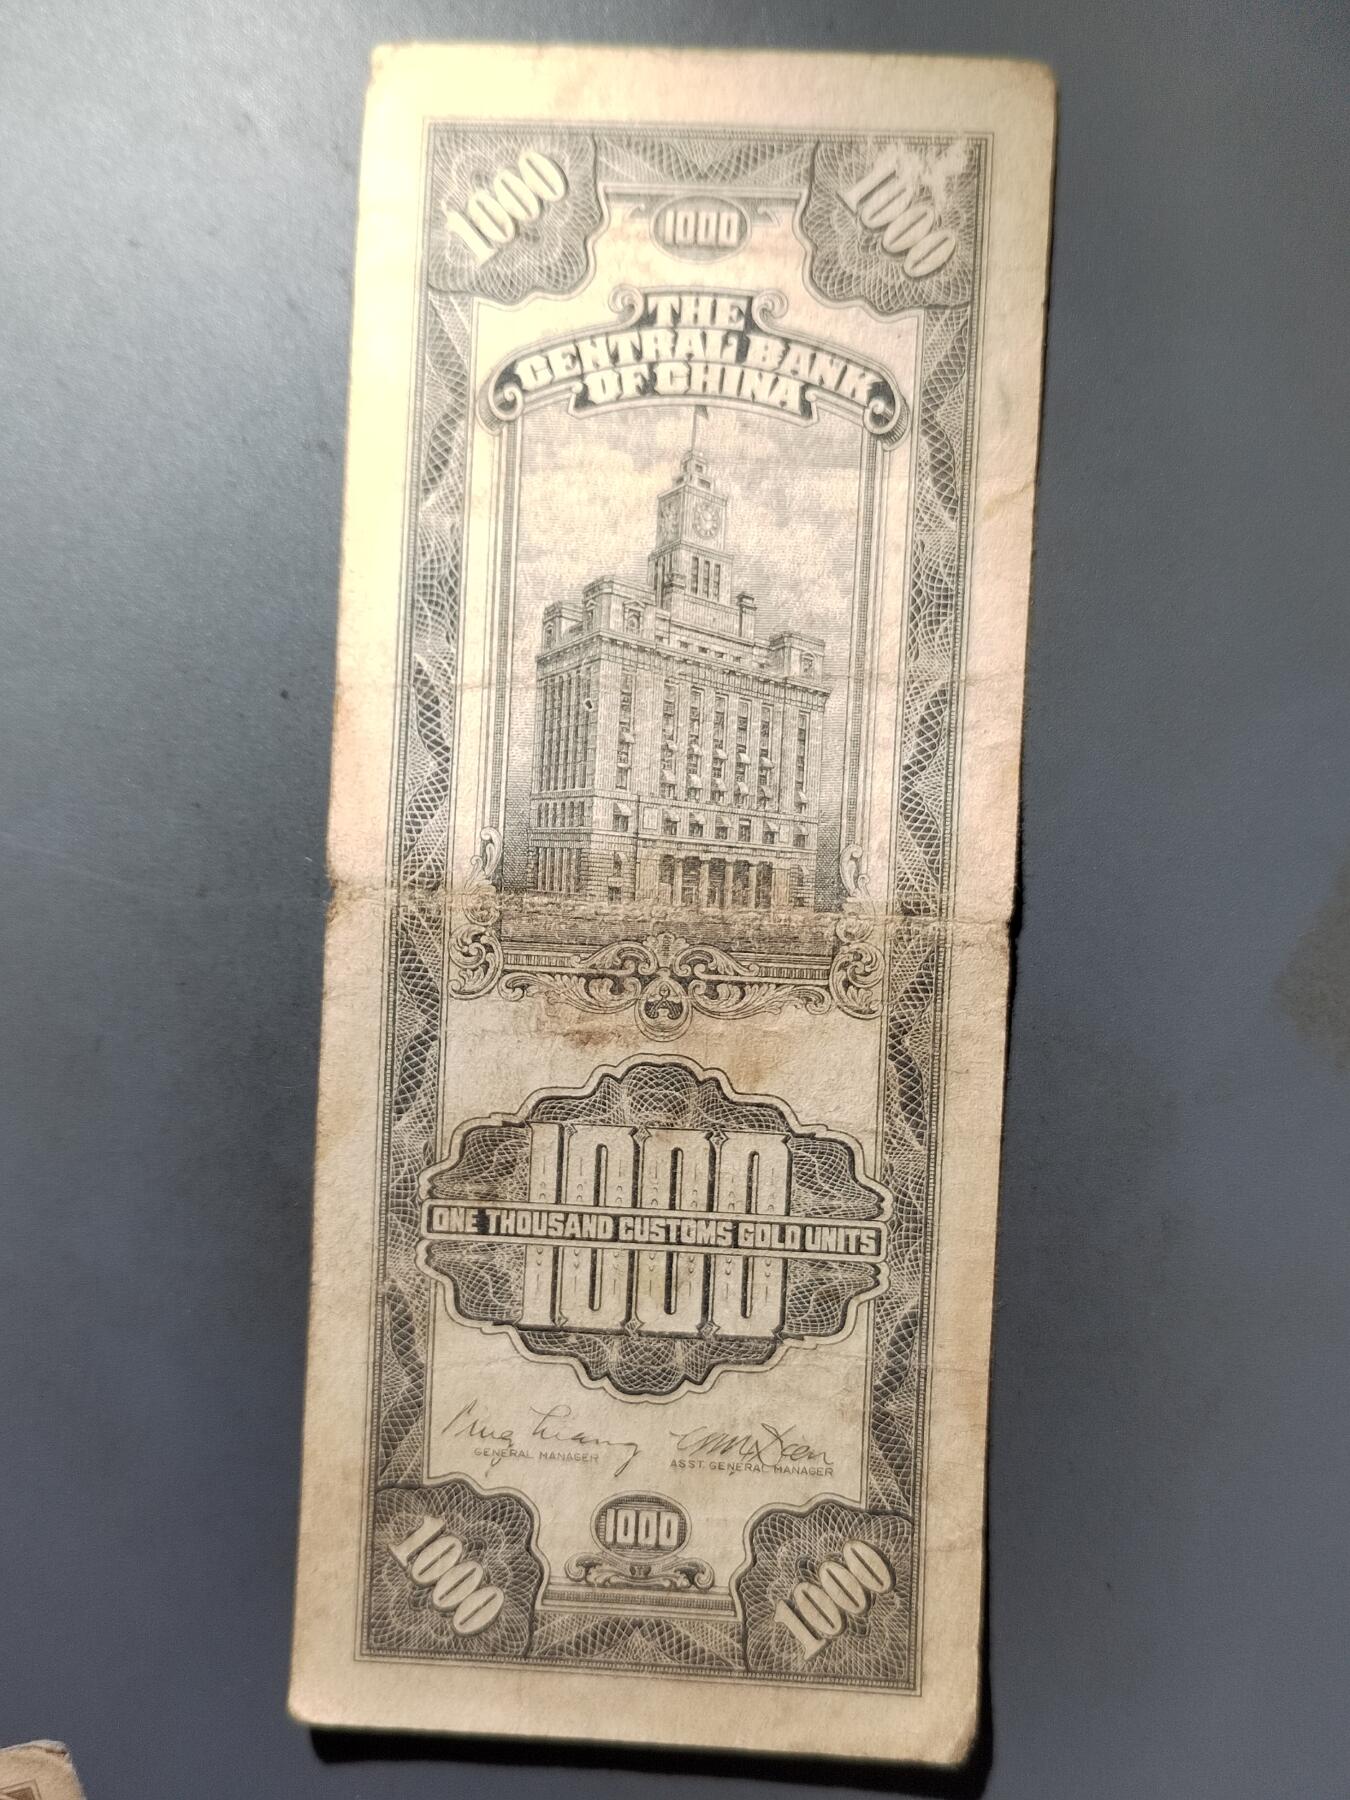 1000
1000
1000
THE
CENTRAL BANK
OF CHINA
1000
ONE THOUSAND CUSTOMS GOLD UNITS
GENERAL MANAGER
ASST. GENERAL MANAGER
1000
1000
1000